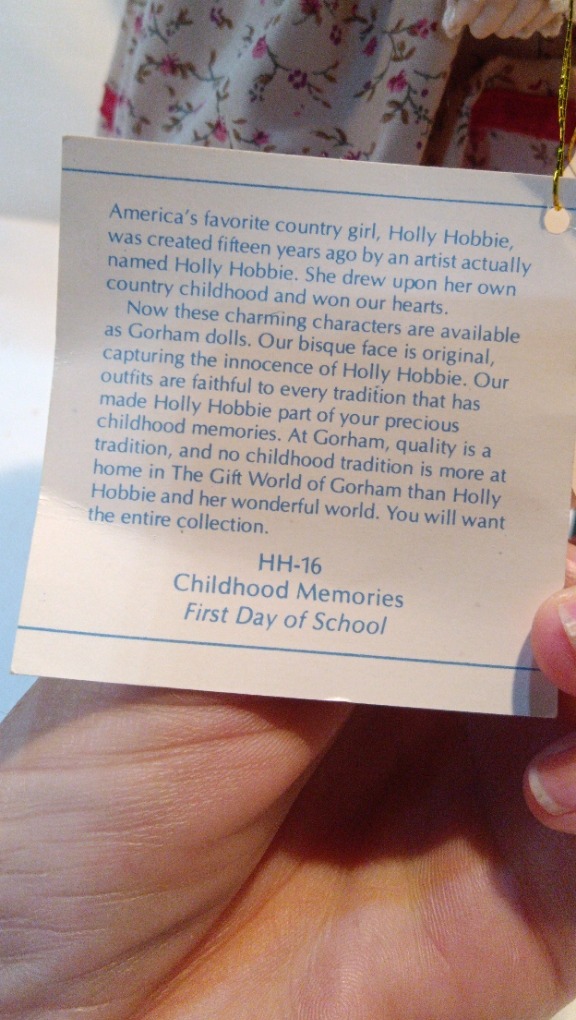 America's favorite country girl, Holly Hobbie,
was created fifteen years ago by an artist actually
named Holly Hobbie. She drew upon her own
country childhood and won our hearts.
Now these charming characters are available
as Gorham dolls. Our bisque face is original,
capturing the innocence of Holly Hobbie. Our
outfits are faithful to every tradition that has
made Holly Hobbie part of your precious
childhood memories. At Gorham, quality is a
tradition, and no childhood tradition is more at
home in The Gift World of Gorham than Holly
Hobbie and her wonderful world. You will want
the entire collection.
HH-16
Childhood Memories
First Day of School